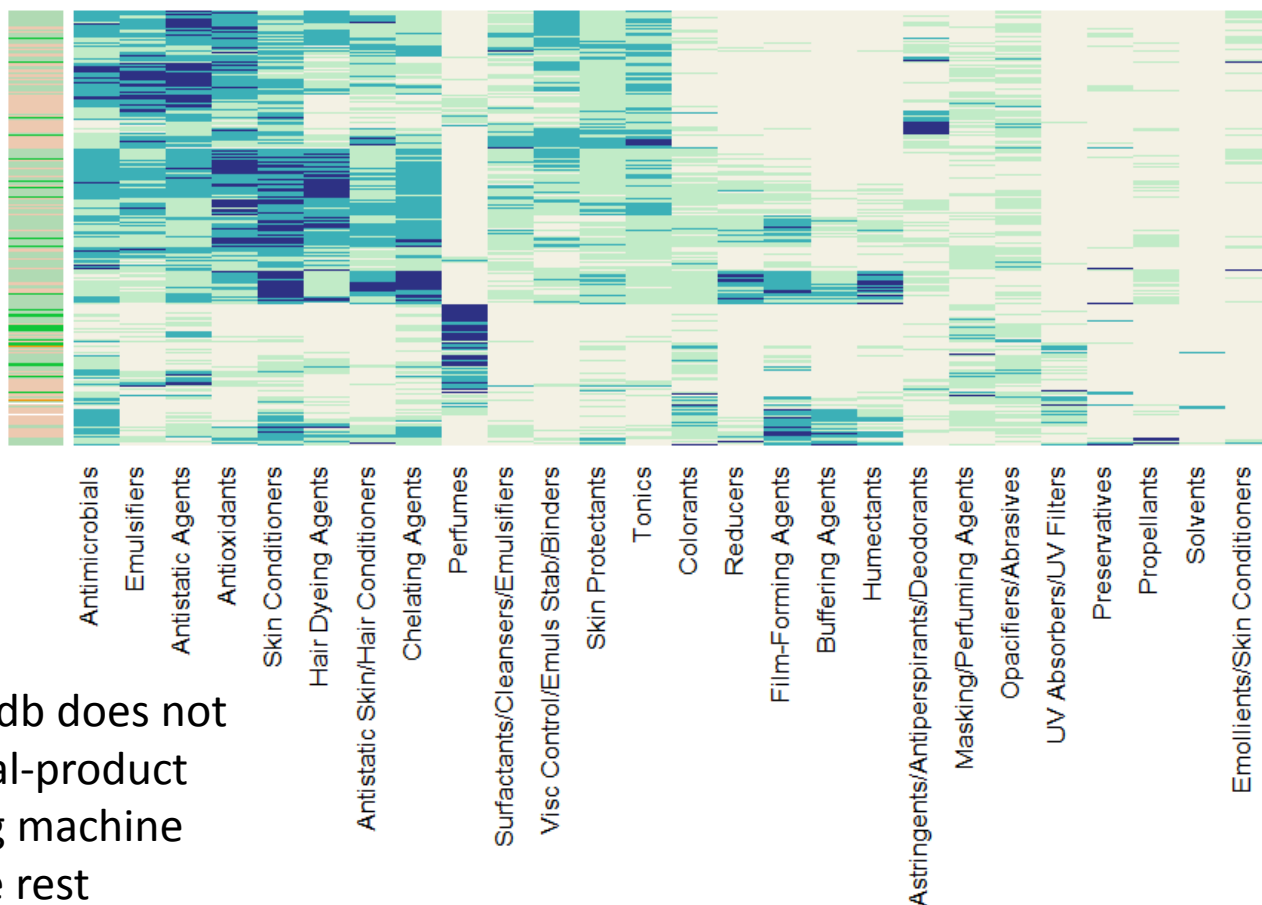 Antimicrobials
Emulsifiers
Antistatic Agents
Antioxidants
Skin Conditioners
Hair Dyeing Agents
Antistatic Skin/Hair Conditioners
Chelating Agents
Perfumes
Surfactants/Cleansers/Emulsifiers
Visc Control/Emuls Stab/Binders
Skin Protectants
Tonics
Colorants
Reducers
Film-Forming Agents
Buffering Agents
Humectants
Astringents/Antiperspirants/Deodorants
Masking/Perfuming Agents
Opacifiers/Abrasives
UV Absorbers/UV Filters
Preservatives
Propellants
Solvents
Emollients/Skin Conditioners
db does not
al-product
g machine
e rest